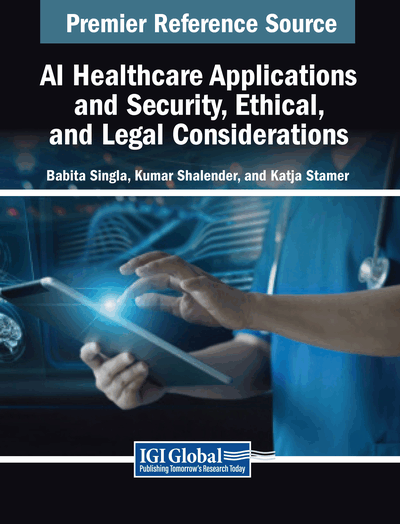 Premier Reference Source
AI Healthcare Applications
and Security, Ethical,
and Legal Considerations
Babita Singla, Kumar Shalender, and Katja Stamer
IGI Global
Publishing Tomorrow's Research Today